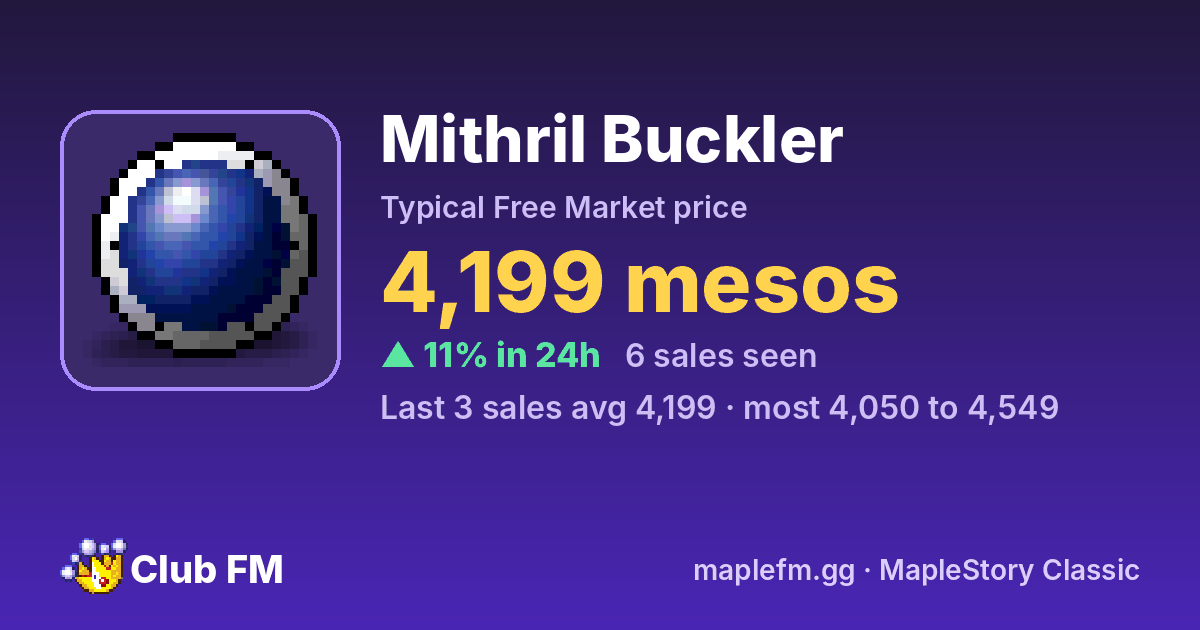 Mithril Buckler
Typical Free Market price
4,199 mesos
▲ 11% in 24h 6 sales seen
Last 3 sales avg 4,199 · most 4,050 to 4,549
Club FM
maplefm.gg · MapleStory Classic